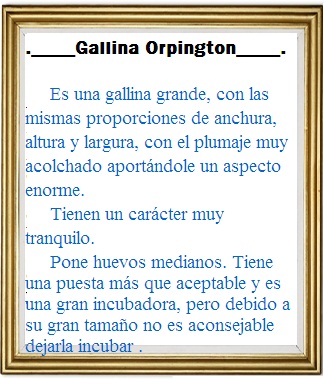 .____Gallina Orpington____.
Es una gallina grande, con las
mismas proporciones de anchura,
altura y largura, con el plumaje muy
acolchado aportándole un aspecto
enorme.
Tienen un carácter muy
tranquilo.
Pone huevos medianos. Tiene
una puesta más que aceptable y es
una gran incubadora, pero debido a
su gran tamaño no es aconsejable
dejarla incubar .